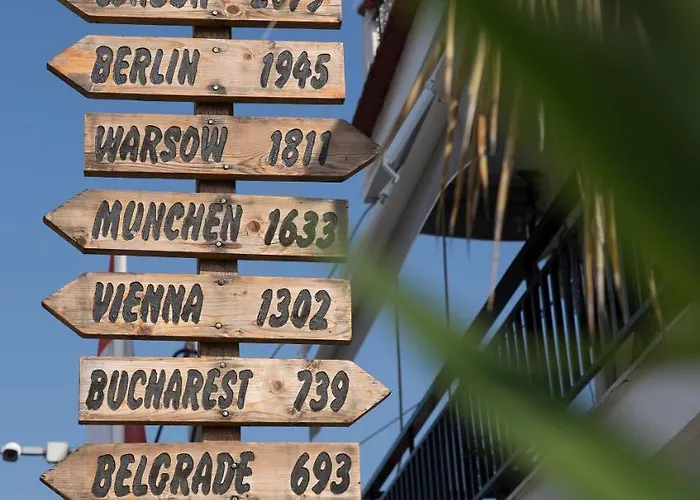 BERLIN 1945
WARSOW 1811
MUNCHEN 1633
VIENNA 1302
BUCHAREST 739
BELGRADE 693